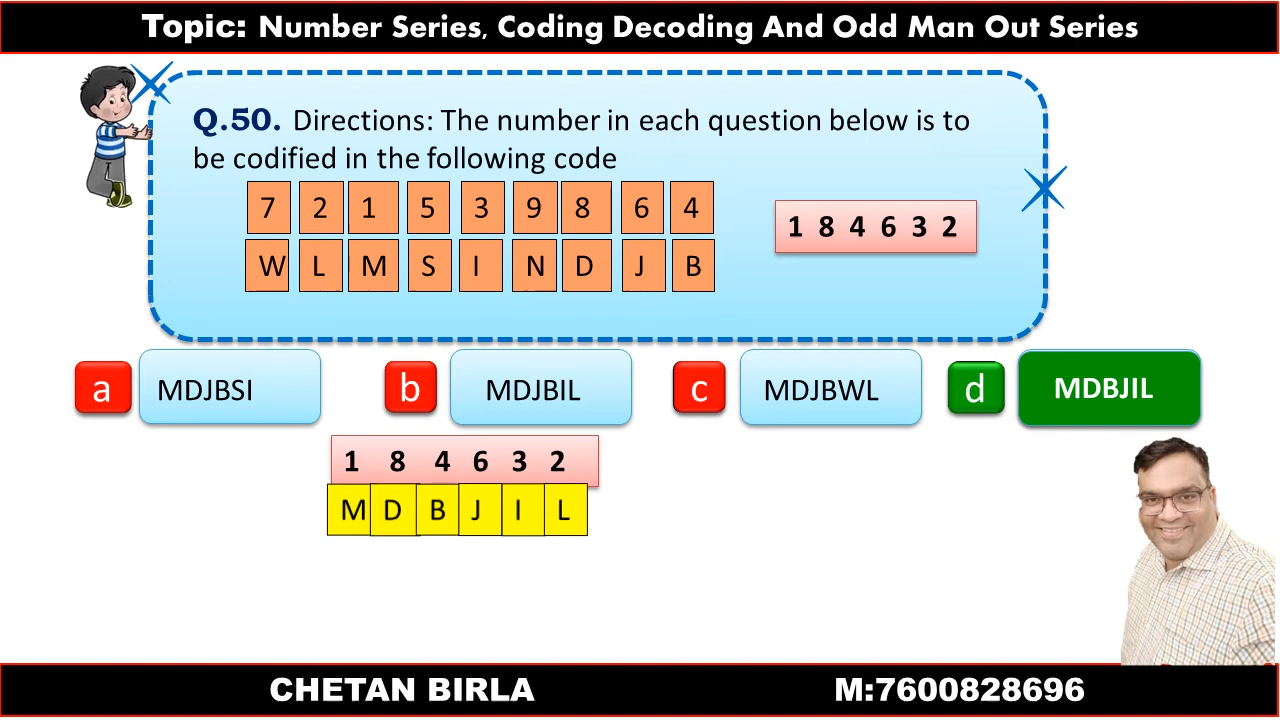 Topic: Number Series, Coding Decoding And Odd Man Out Series
Q.50. Directions: The number in each question below is to
be codified in the following code
7 2 1 5 3 9 8 6 4
W L M S I N D J B
1 8 4 6 3 2
a MDJBSI
b MDJBIL
c MDJBWL
d MDBJIL
1 8 4 6 3 2
M D B J I L
CHETAN BIRLA
M:7600828696